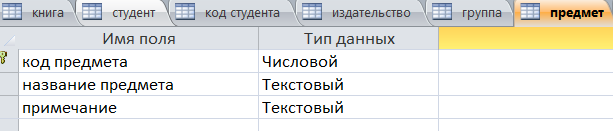 книга студент код студента издательство группа предмет
Имя поля Тип данных
код предмета Числовой
название предмета Текстовый
примечание Текстовый